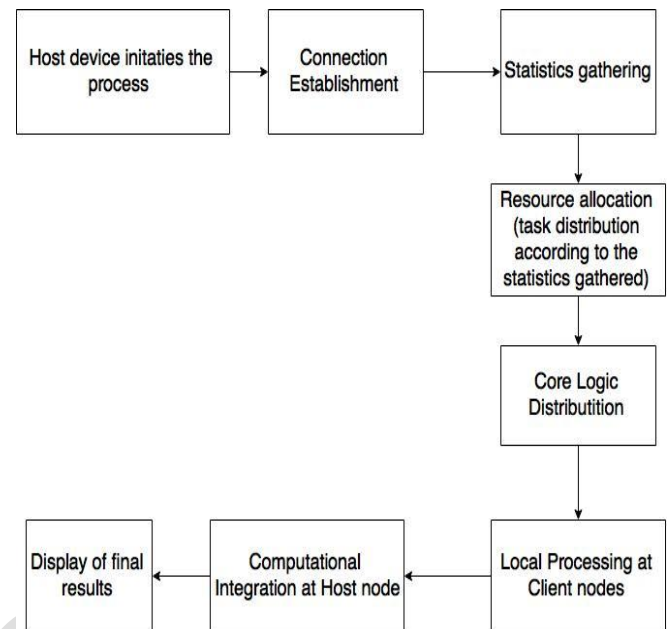 Host device initaties the
process
Connection
Establishment
Statistics gathering
Resource allocation
(task distribution
according to the
statistics gathered)
Core Logic
Distributition
Local Processing at
Client nodes
Computational
Integration at Host node
Display of final
results